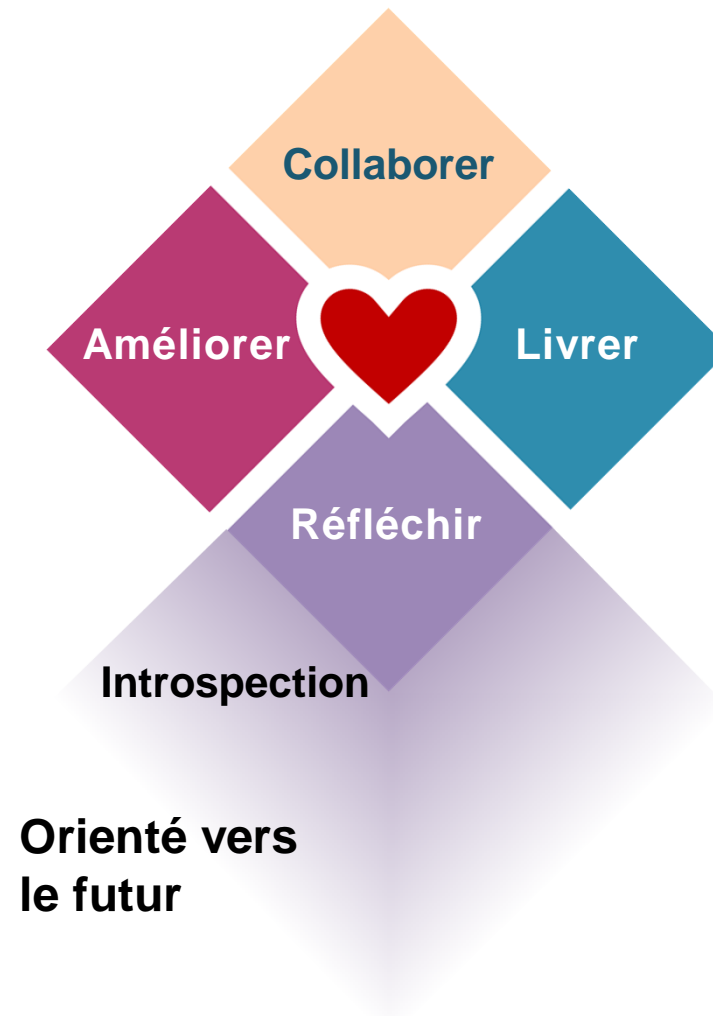 Collaborer
Améliorer
Livrer
Réfléchir
Introspection
Orienté vers
le futur